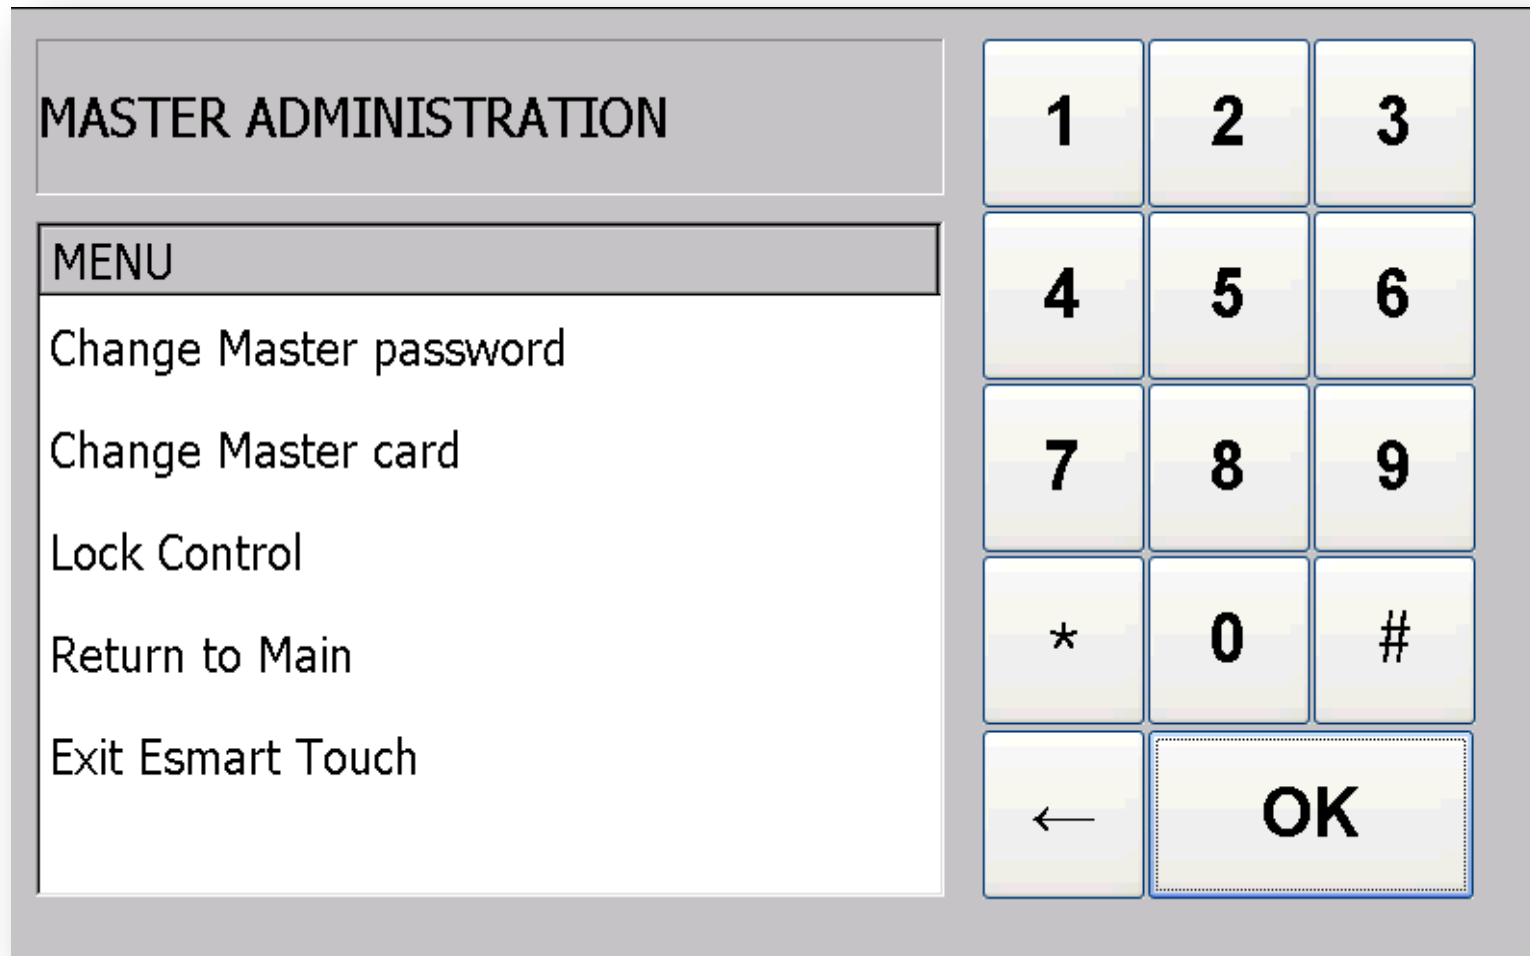 MASTER ADMINISTRATION
MENU
Change Master password
Change Master card
Lock Control
Return to Main
Exit Esmart Touch
1 2 3
4 5 6
7 8 9
* 0 #
← OK